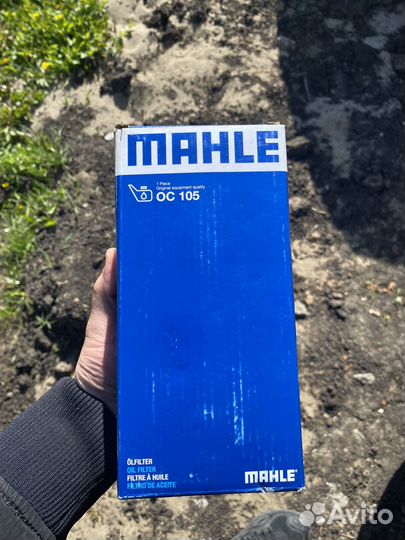 MAHLE
1 Piece
Original equipment quality
OC 105
ÖLFILTER
OIL FILTER
FILTRE À HUILE
FILTRO DE ACEITE
MAHLE
Avito